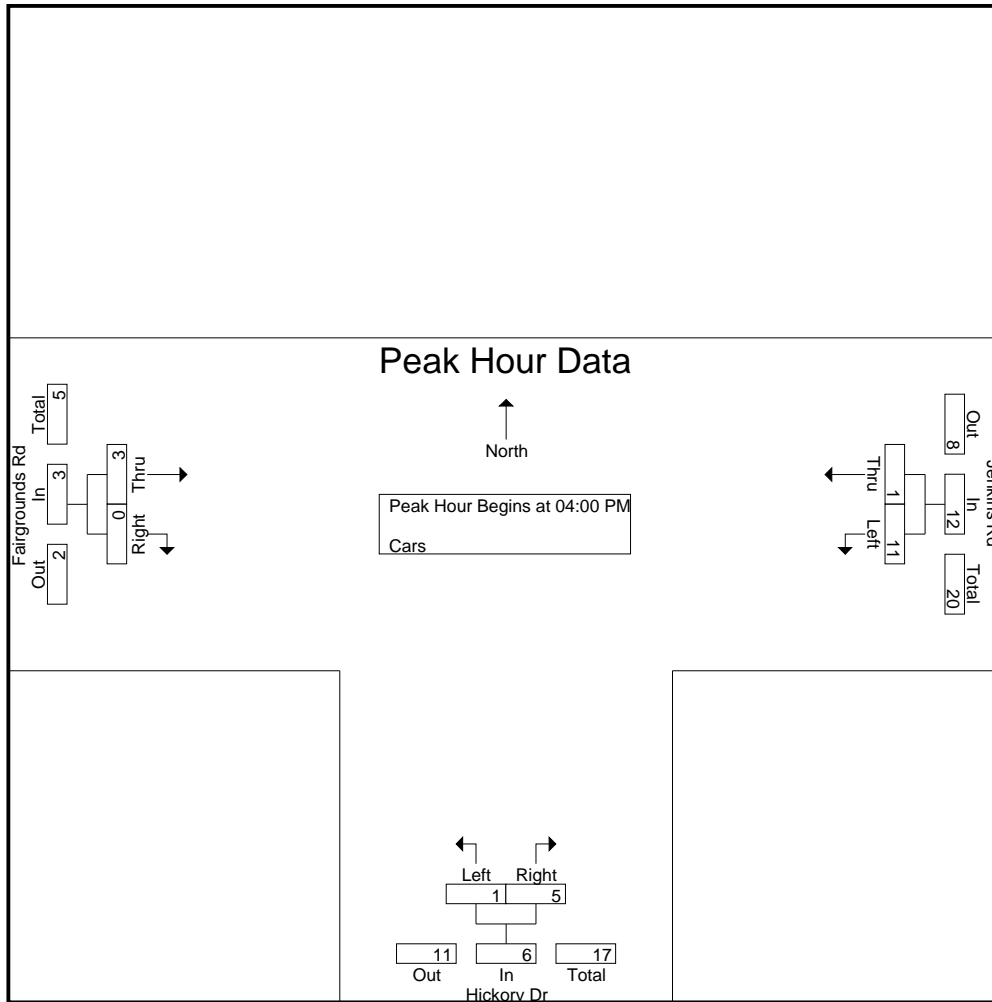 Peak Hour Data
North
Peak Hour Begins at 04:00 PM
Cars
Fairgrounds Rd
Total 5
In 3
Out 2
3 Thru
0 Right
Jenkins Rd
Out 8
In 12
Total 20
Thru 1
Left 11
Left Right
1 5
11 6 17
Out In Total
Hickory Dr